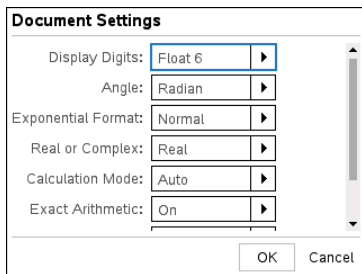 Document Settings
Display Digits: Float 6
Angle: Radian
Exponential Format: Normal
Real or Complex: Real
Calculation Mode: Auto
Exact Arithmetic: On
OK Cancel